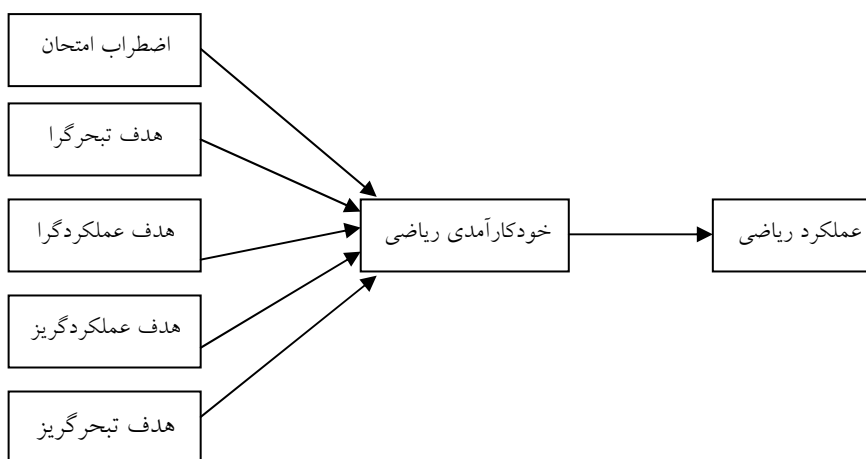 اضطراب امتحان
هدف تبحرگرا
هدف عملکردگرا
هدف عملکردگریز
هدف تبحرگریز
خودکارآمدی ریاضی
عملکرد ریاضی